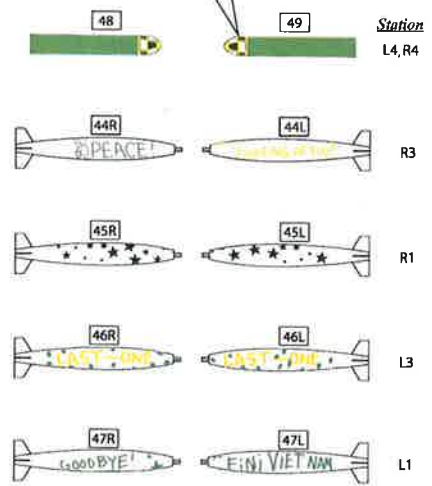 48 49 Station
L4, R4
44R 44L
PEACE! R3
45R 45L
R1
46R 46L
LAST-ONE LAST-ONE L3
47R 47L
GOODBYE! FINI VIET NAM L1